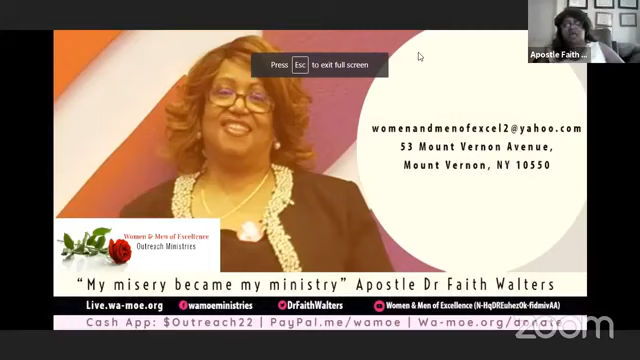 Press Esc to exit full screen
Apostle Faith ...
womenandmenofexcel2@yahoo.com
53 Mount Vernon Avenue,
Mount Vernon, NY 10550
Women & Men of Excellence
Outreach Ministries
“My misery became my ministry” Apostle Dr Faith Walters
Live.wa-moe.org wamoeministries DrFaithWalters Women & Men of Excellence (N-HqDREuhezOk-fidmivAA)
Cash App: $Outreach22 | PayPal.me/wamoe | Wa-moe.org/donate
zoom